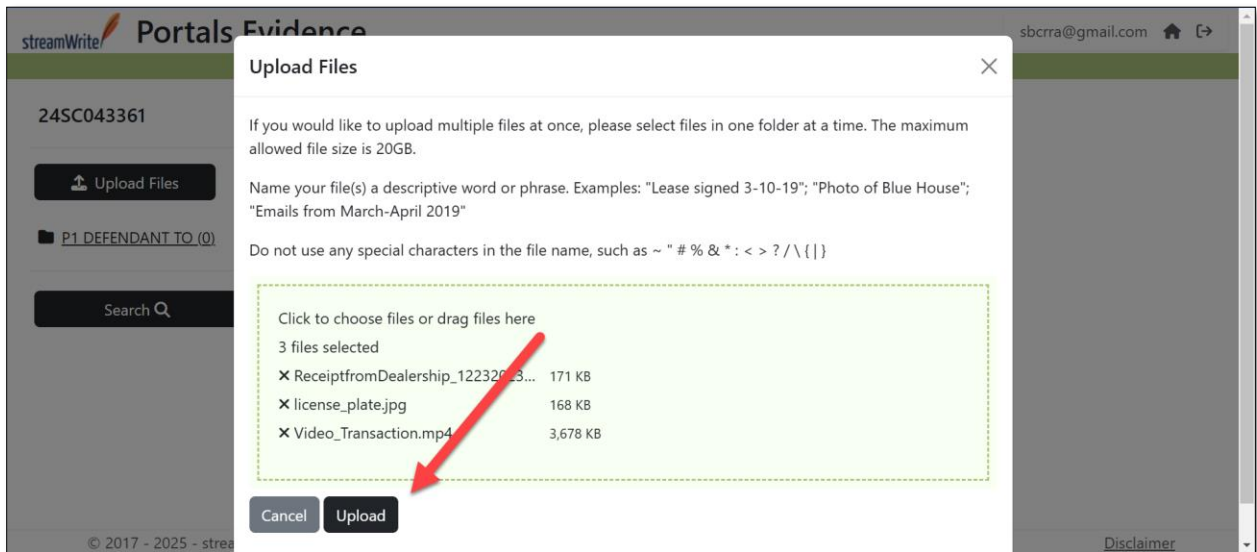 streamWrite Portals Evidence sbcrra@gmail.com
Upload Files
24SC043361
If you would like to upload multiple files at once, please select files in one folder at a time. The maximum
allowed file size is 20GB.
Upload Files
Name your file(s) a descriptive word or phrase. Examples: "Lease signed 3-10-19"; "Photo of Blue House";
"Emails from March-April 2019"
P1 DEFENDANT TO (0)
Do not use any special characters in the file name, such as ~ " # % & * : < > ? / \ { | }
Search
Click to choose files or drag files here
3 files selected
ReceiptfromDealership_12232023... 171 KB
license_plate.jpg 168 KB
Video_Transaction.mp4 3,678 KB
Cancel Upload
© 2017 - 2025 - strea Disclaimer